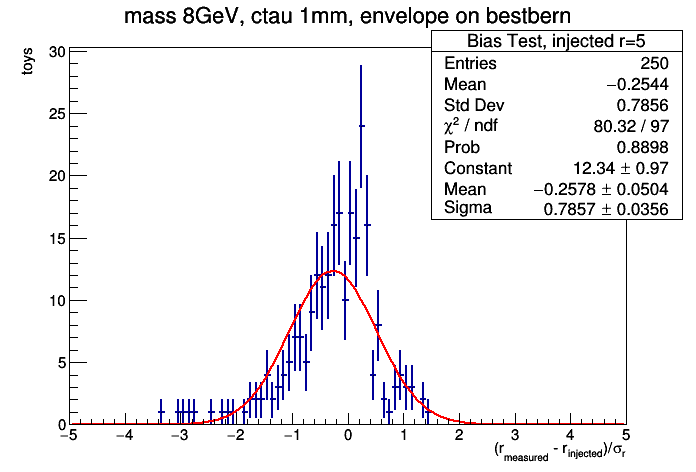 mass 8GeV, ctau 1mm, envelope on bestbern
Bias Test, injected r=5
Entries 250
Mean −0.2544
Std Dev 0.7856
χ² / ndf 80.32 / 97
Prob 0.8898
Constant 12.34 ± 0.97
Mean −0.2578 ± 0.0504
Sigma 0.7857 ± 0.0356
toys
30
25
20
15
10
5
0
−5 −4 −3 −2 −1 0 1 2 3 4 5
(r_measured - r_injected)/σ_r